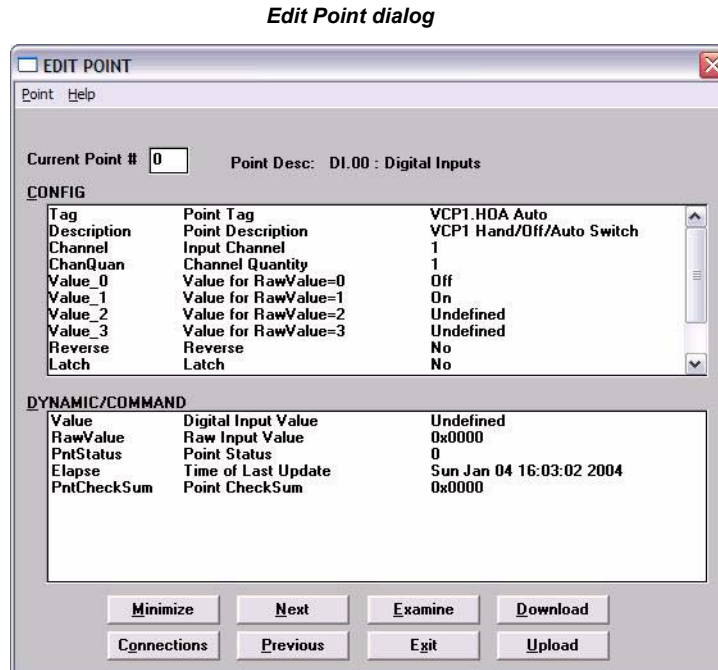 Edit Point dialog
EDIT POINT
Point Help
Current Point # 0 Point Desc: DI.00 : Digital Inputs
CONFIG
Tag Point Tag VCP1.HOA Auto
Description Point Description VCP1 Hand/Off/Auto Switch
Channel Input Channel 1
ChanQuan Channel Quantity 1
Value_0 Value for RawValue=0 Off
Value_1 Value for RawValue=1 On
Value_2 Value for RawValue=2 Undefined
Value_3 Value for RawValue=3 Undefined
Reverse Reverse No
Latch Latch No
DYNAMIC/COMMAND
Value Digital Input Value Undefined
RawValue Raw Input Value 0x0000
PntStatus Point Status 0
Elapse Time of Last Update Sun Jan 04 16:03:02 2004
PntCheckSum Point CheckSum 0x0000
Minimize Next Examine Download
Connections Previous Exit Upload